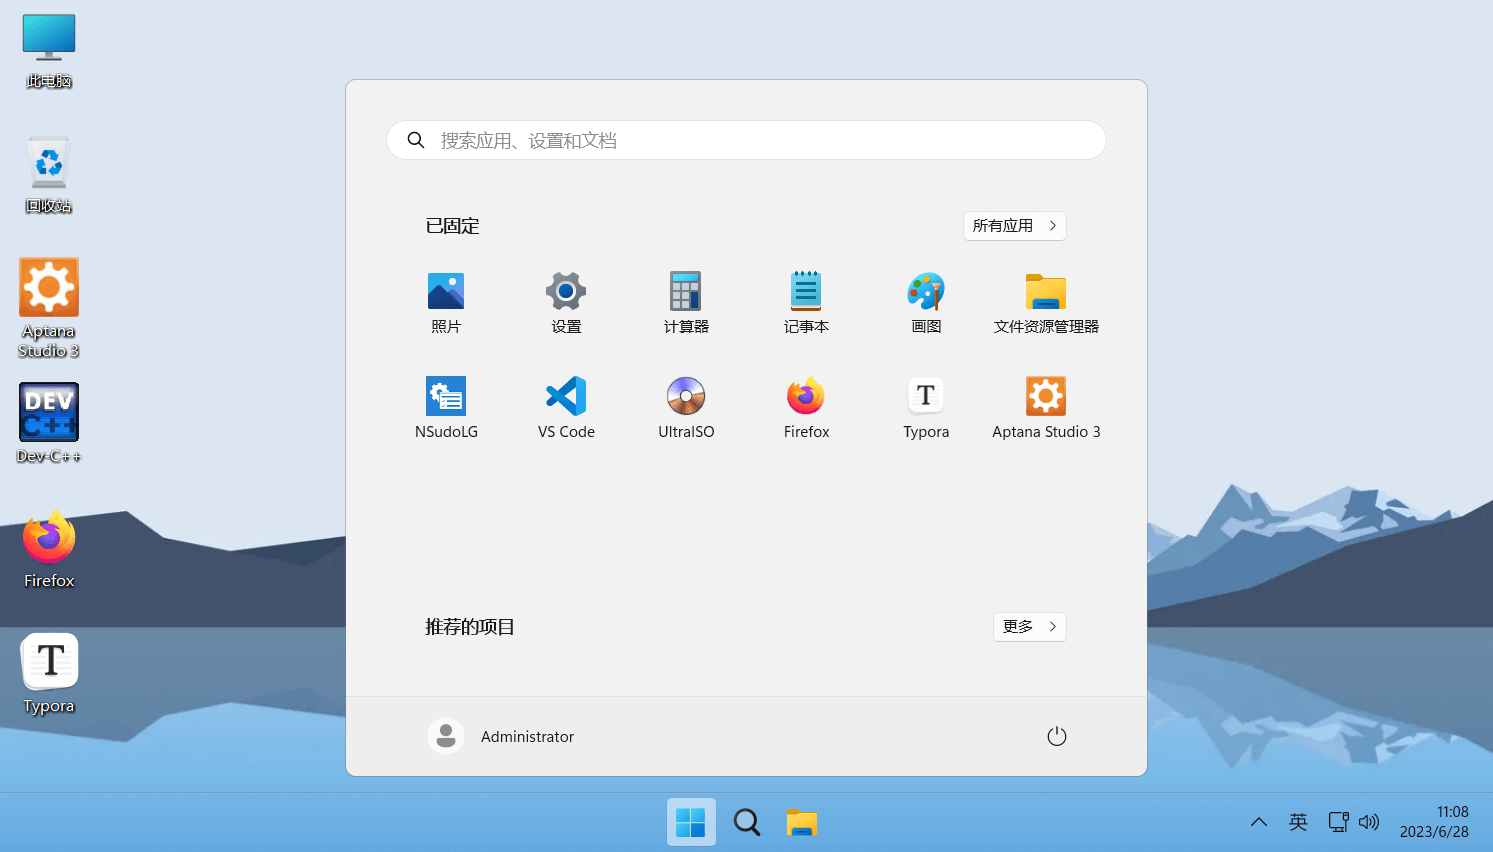 此电脑
回收站
Aptana
Studio 3
DEV
C++
Dev-C++
Firefox
T
Typora
搜索应用、设置和文档
已固定
所有应用
照片
设置
计算器
记事本
画图
文件资源管理器
NSudoLG
VS Code
UltraISO
Firefox
T
Typora
Aptana Studio 3
推荐的项目
更多
Administrator
英
11:08
2023/6/28